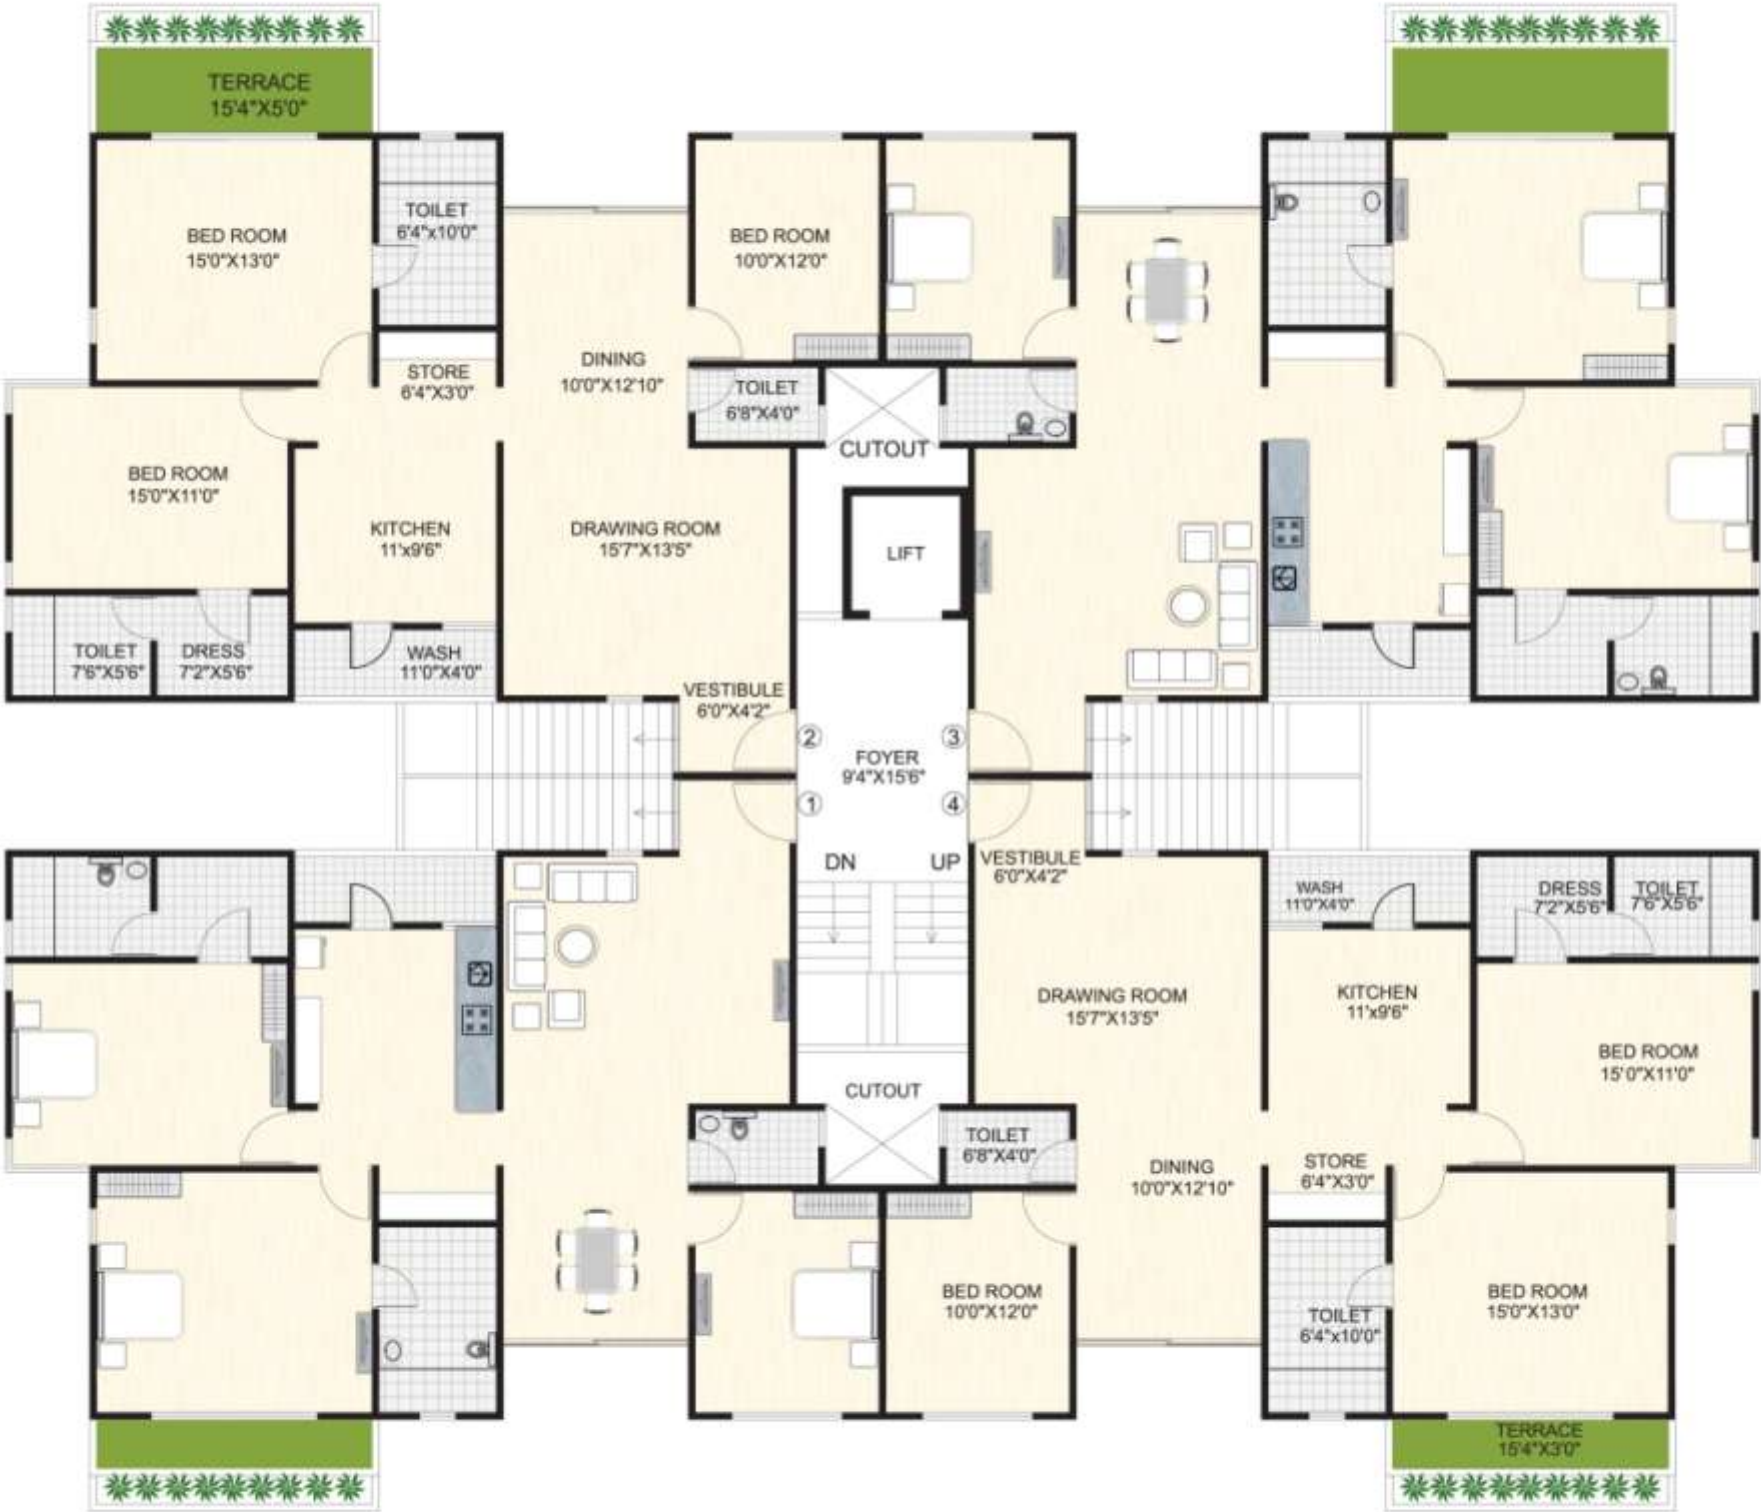 TERRACE
15'4"X5'0"
BED ROOM
15'0"X13'0"
TOILET
6'4"x10'0"
BED ROOM
10'0"X12'0"
STORE
6'4"X3'0"
DINING
10'0"X12'10"
TOILET
6'8"X4'0"
CUTOUT
BED ROOM
15'0"X11'0"
KITCHEN
11'x9'6"
DRAWING ROOM
15'7"X13'5"
LIFT
TOILET
7'6"X5'6"
DRESS
7'2"X5'6"
WASH
11'0"X4'0"
VESTIBULE
6'0"X4'2"
2
3
FOYER
9'4"X15'6"
1
4
DN
UP
VESTIBULE
6'0"X4'2"
WASH
11'0"X4'0"
DRESS
7'2"X5'6"
TOILET
7'6"X5'6"
DRAWING ROOM
15'7"X13'5"
KITCHEN
11'x9'6"
BED ROOM
15'0"X11'0"
CUTOUT
TOILET
6'8"X4'0"
DINING
10'0"X12'10"
STORE
6'4"X3'0"
BED ROOM
10'0"X12'0"
TOILET
6'4"x10'0"
BED ROOM
15'0"X13'0"
TERRACE
15'4"X3'0"